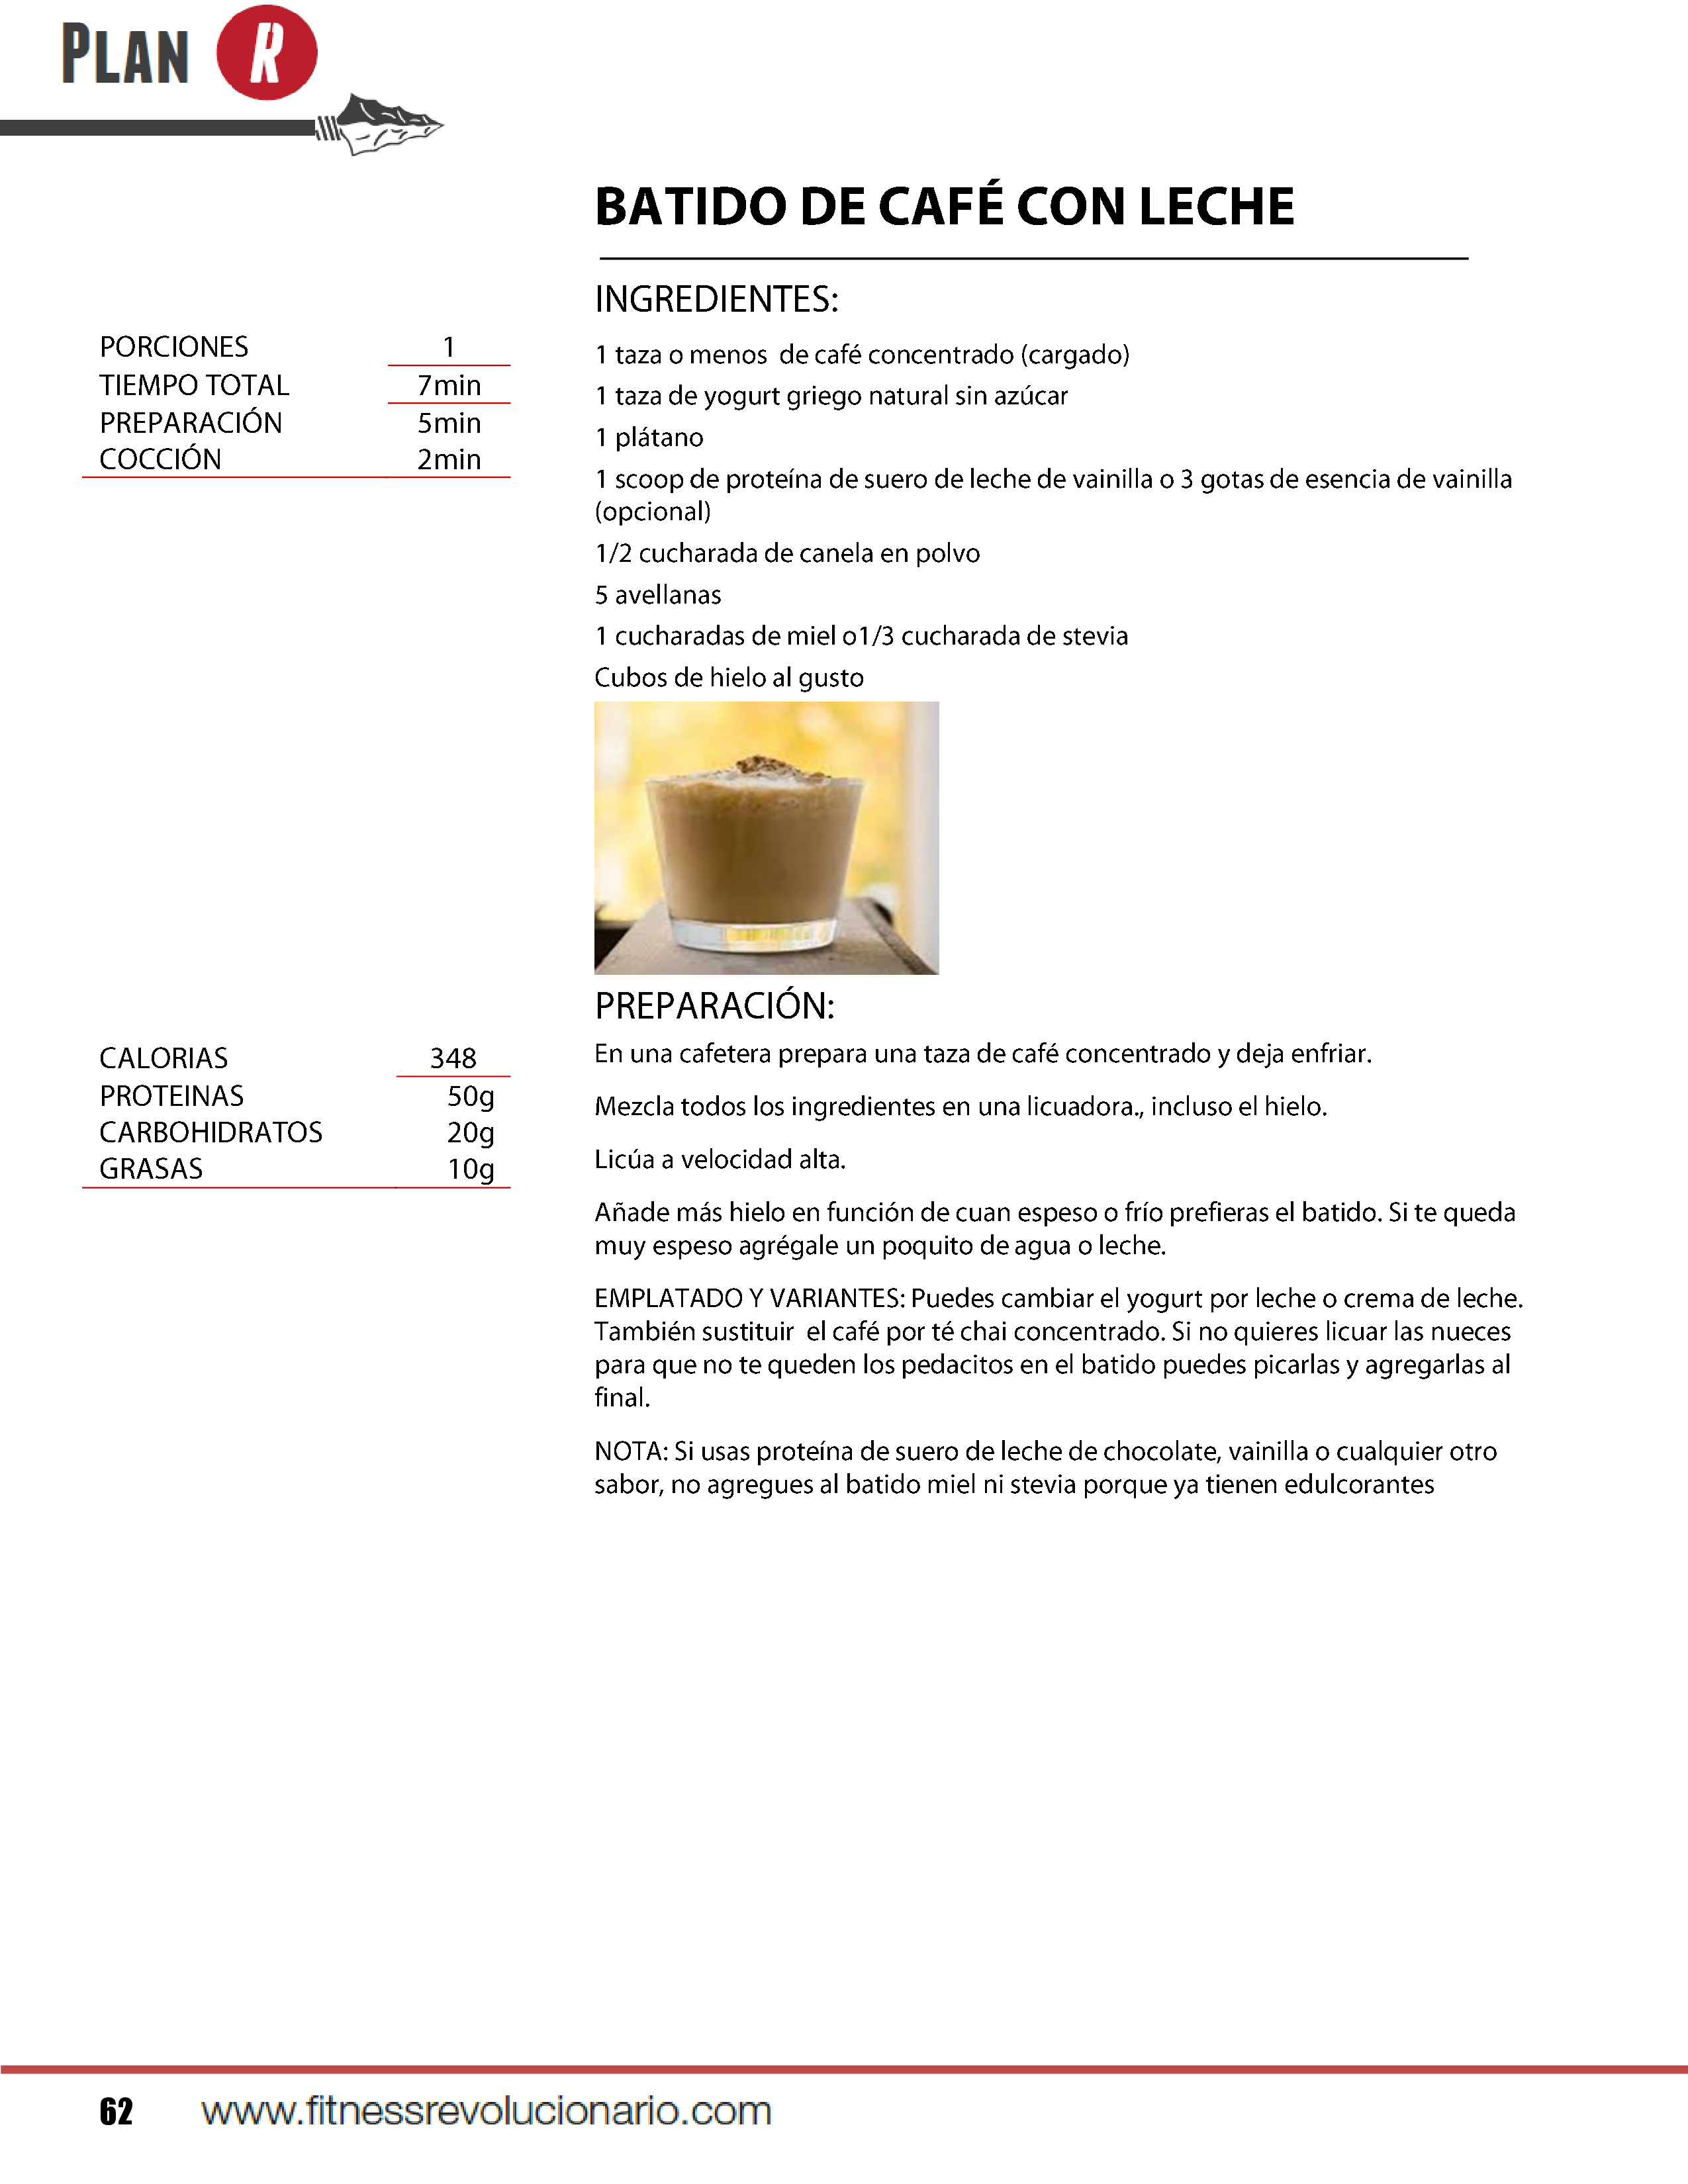 PLAN R
BATIDO DE CAFÉ CON LECHE
INGREDIENTES:
PORCIONES 1
TIEMPO TOTAL 7min
PREPARACIÓN 5min
COCCIÓN 2min
1 taza o menos  de café concentrado (cargado)
1 taza de yogurt griego natural sin azúcar
1 plátano
1 scoop de proteína de suero de leche de vainilla o 3 gotas de esencia de vainilla
(opcional)
1/2 cucharada de canela en polvo
5 avellanas
1 cucharadas de miel o1/3 cucharada de stevia
Cubos de hielo al gusto
PREPARACIÓN:
CALORIAS 348
PROTEINAS 50g
CARBOHIDRATOS 20g
GRASAS 10g
En una cafetera prepara una taza de café concentrado y deja enfriar.
Mezcla todos los ingredientes en una licuadora., incluso el hielo.
Licúa a velocidad alta.
Añade más hielo en función de cuan espeso o frío prefieras el batido. Si te queda
muy espeso agrégale un poquito de agua o leche.
EMPLATADO Y VARIANTES: Puedes cambiar el yogurt por leche o crema de leche.
También sustituir  el café por té chai concentrado. Si no quieres licuar las nueces
para que no te queden los pedacitos en el batido puedes picarlas y agregarlas al
final.
NOTA: Si usas proteína de suero de leche de chocolate, vainilla o cualquier otro
sabor, no agregues al batido miel ni stevia porque ya tienen edulcorantes
62 www.fitnessrevolucionario.com